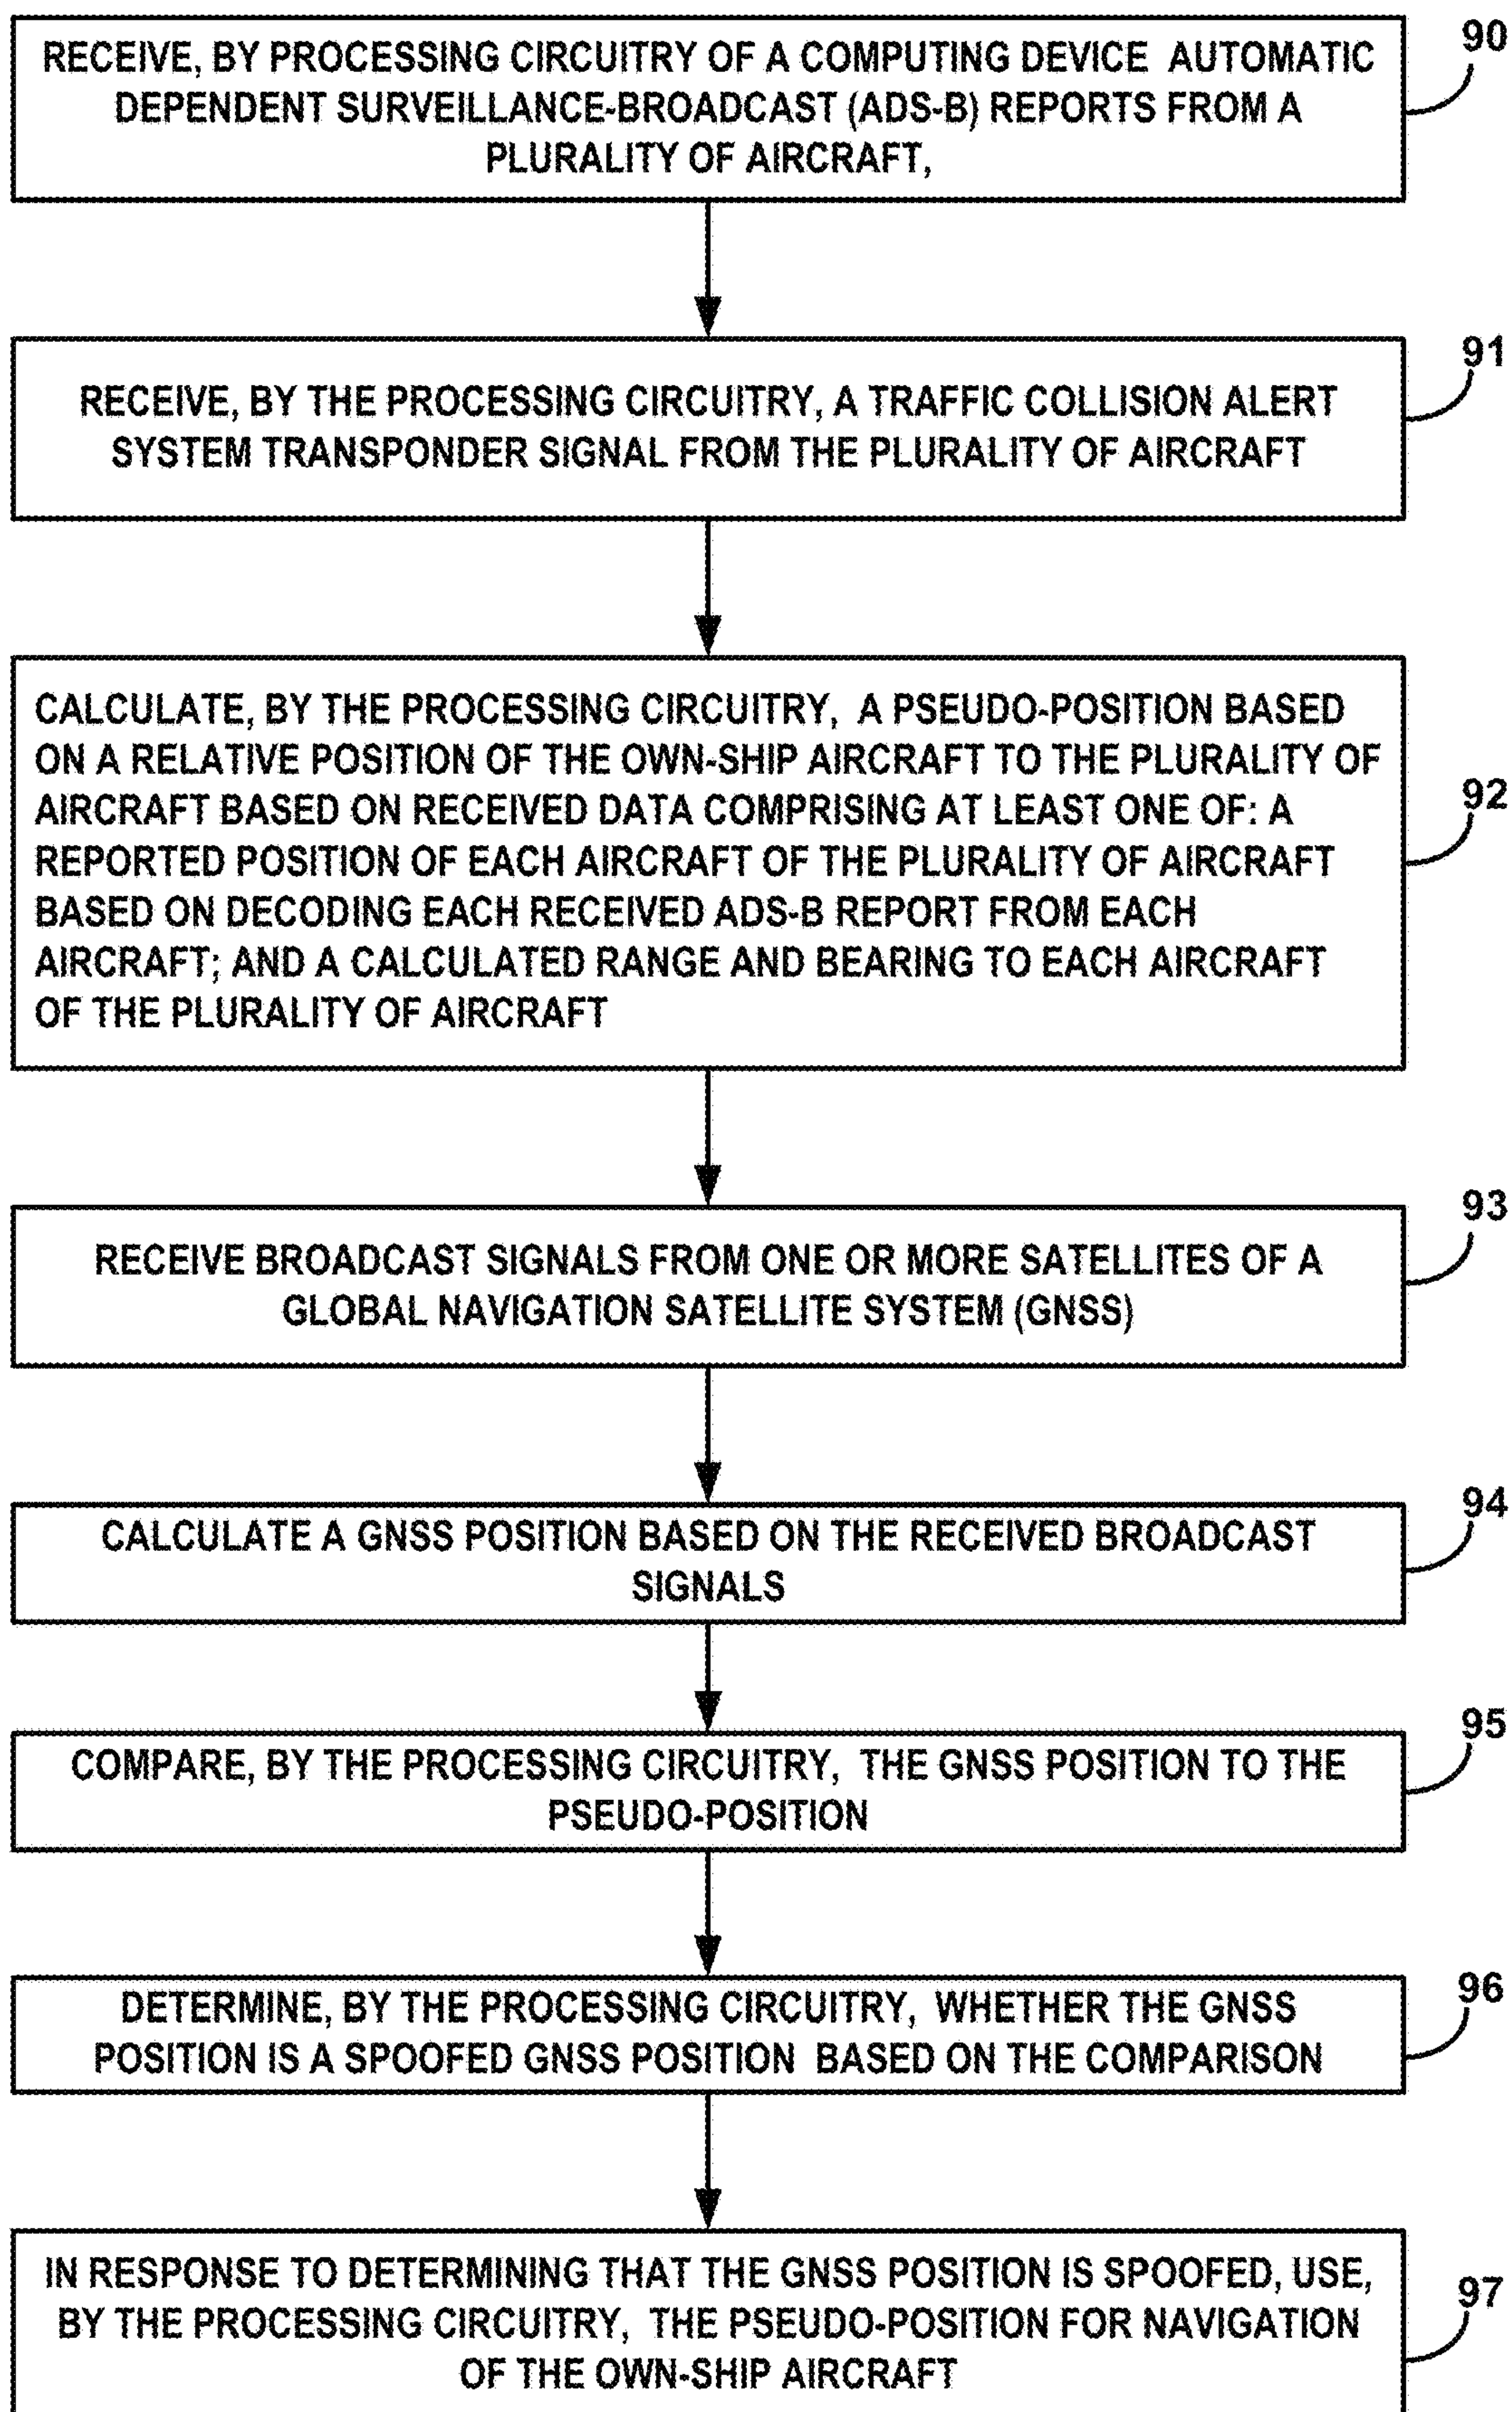 90
RECEIVE, BY PROCESSING CIRCUITRY OF A COMPUTING DEVICE AUTOMATIC
DEPENDENT SURVEILLANCE-BROADCAST (ADS-B) REPORTS FROM A
PLURALITY OF AIRCRAFT,
91
RECEIVE, BY THE PROCESSING CIRCUITRY, A TRAFFIC COLLISION ALERT
SYSTEM TRANSPONDER SIGNAL FROM THE PLURALITY OF AIRCRAFT
92
CALCULATE, BY THE PROCESSING CIRCUITRY, A PSEUDO-POSITION BASED
ON A RELATIVE POSITION OF THE OWN-SHIP AIRCRAFT TO THE PLURALITY OF
AIRCRAFT BASED ON RECEIVED DATA COMPRISING AT LEAST ONE OF: A
REPORTED POSITION OF EACH AIRCRAFT OF THE PLURALITY OF AIRCRAFT
BASED ON DECODING EACH RECEIVED ADS-B REPORT FROM EACH
AIRCRAFT; AND A CALCULATED RANGE AND BEARING TO EACH AIRCRAFT
OF THE PLURALITY OF AIRCRAFT
93
RECEIVE BROADCAST SIGNALS FROM ONE OR MORE SATELLITES OF A
GLOBAL NAVIGATION SATELLITE SYSTEM (GNSS)
94
CALCULATE A GNSS POSITION BASED ON THE RECEIVED BROADCAST
SIGNALS
95
COMPARE, BY THE PROCESSING CIRCUITRY, THE GNSS POSITION TO THE
PSEUDO-POSITION
96
DETERMINE, BY THE PROCESSING CIRCUITRY, WHETHER THE GNSS
POSITION IS A SPOOFED GNSS POSITION BASED ON THE COMPARISON
97
IN RESPONSE TO DETERMINING THAT THE GNSS POSITION IS SPOOFED, USE,
BY THE PROCESSING CIRCUITRY, THE PSEUDO-POSITION FOR NAVIGATION
OF THE OWN-SHIP AIRCRAFT